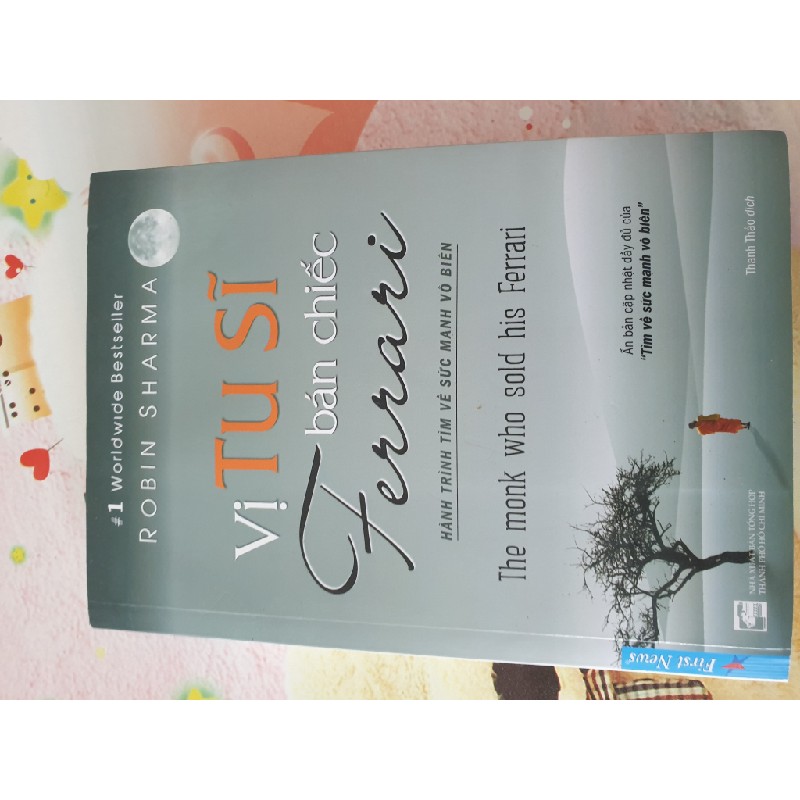 #1 Worldwide Bestseller
ROBIN SHARMA
Vị TU SĨ
bán chiếc
Ferrari
HÀNH TRÌNH TÌM VỀ SỨC MẠNH VÔ BIÊN
The monk who sold his Ferrari
Ấn bản cập nhật đầy đủ của
"Tìm về sức mạnh vô biên"
Thanh Thảo dịch
NHÀ XUẤT BẢN TỔNG HỢP
THÀNH PHỐ HỒ CHÍ MINH
First News